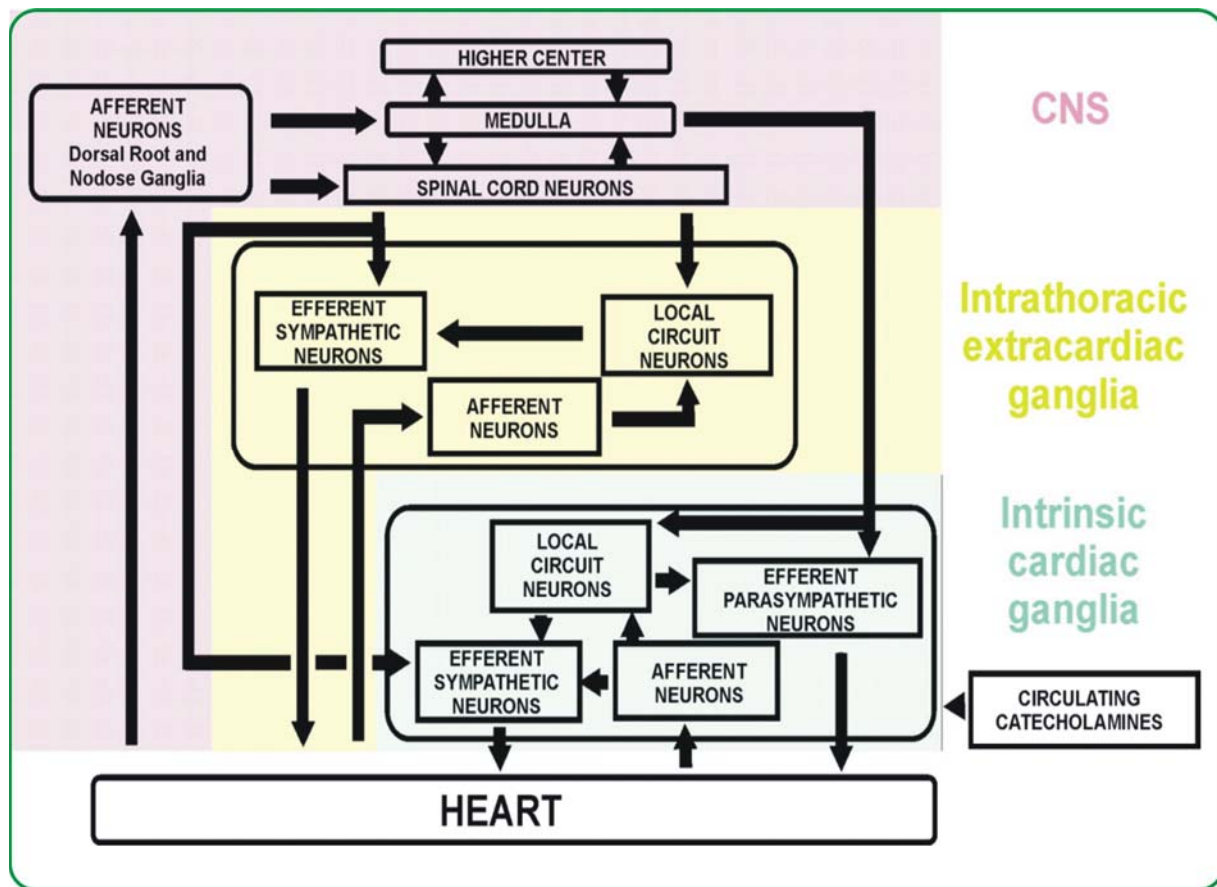 HIGHER CENTER
AFFERENT
NEURONS
Dorsal Root and
Nodose Ganglia
MEDULLA
SPINAL CORD NEURONS
CNS
EFFERENT
SYMPATHETIC
NEURONS
LOCAL
CIRCUIT
NEURONS
AFFERENT
NEURONS
Intrathoracic
extracardiac
ganglia
LOCAL
CIRCUIT
NEURONS
EFFERENT
PARASYMPATHETIC
NEURONS
EFFERENT
SYMPATHETIC
NEURONS
AFFERENT
NEURONS
Intrinsic
cardiac
ganglia
CIRCULATING
CATECHOLAMINES
HEART